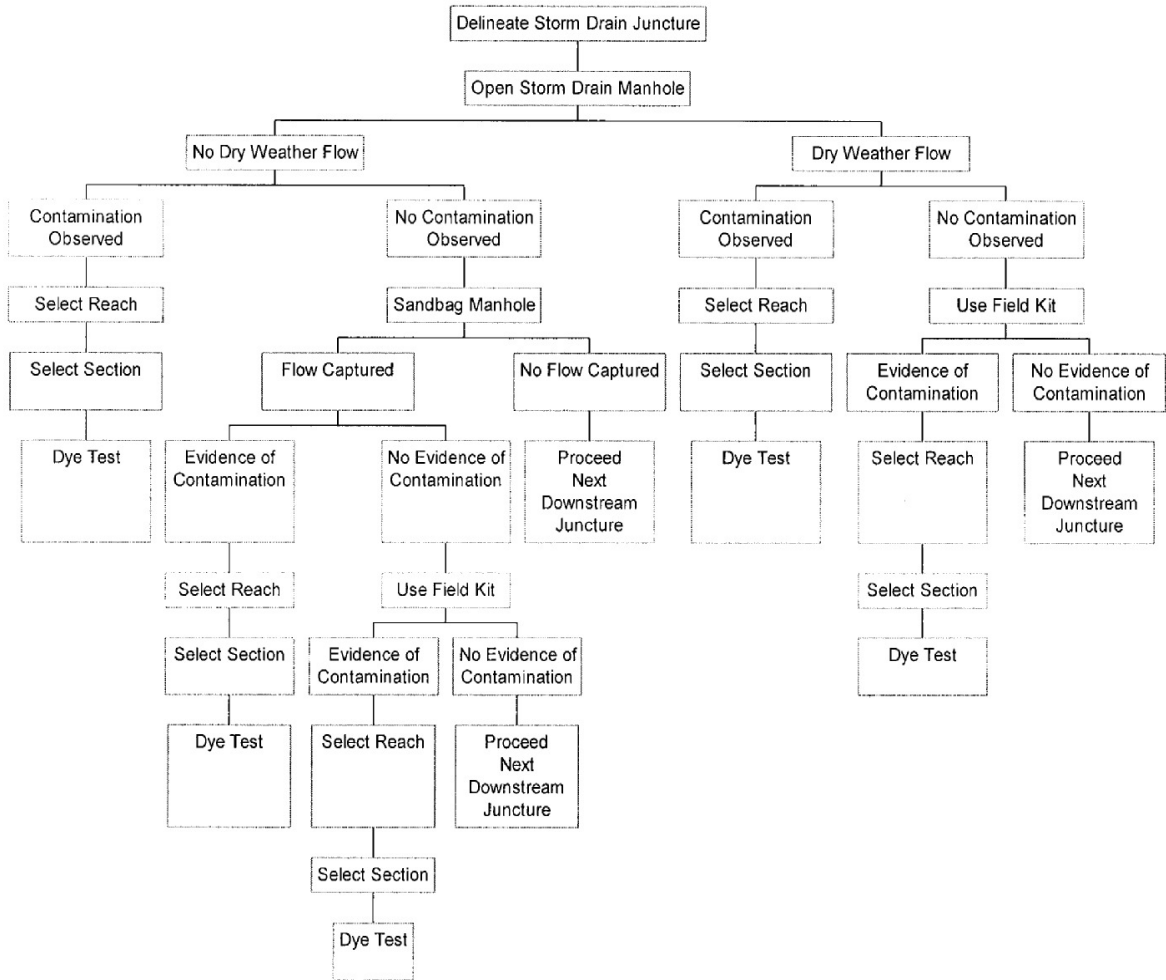 Delineate Storm Drain Juncture
Open Storm Drain Manhole
No Dry Weather Flow
Dry Weather Flow
Contamination
Observed
No Contamination
Observed
Contamination
Observed
No Contamination
Observed
Select Reach
Sandbag Manhole
Select Reach
Use Field Kit
Select Section
Flow Captured
No Flow Captured
Select Section
Evidence of
Contamination
No Evidence of
Contamination
Dye Test
Evidence of
Contamination
No Evidence of
Contamination
Proceed
Next
Downstream
Juncture
Dye Test
Select Reach
Proceed
Next
Downstream
Juncture
Select Reach
Use Field Kit
Select Section
Select Section
Evidence of
Contamination
No Evidence of
Contamination
Dye Test
Dye Test
Select Reach
Proceed
Next
Downstream
Juncture
Select Section
Dye Test